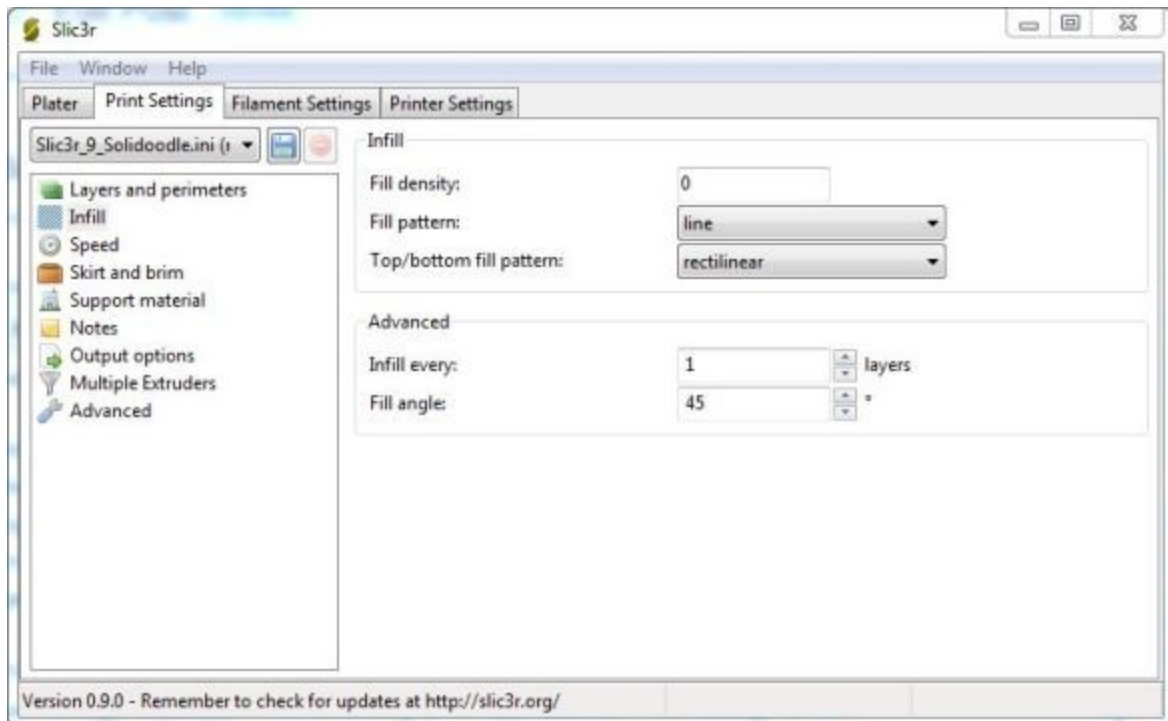 Slic3r
File Window Help
Plater Print Settings Filament Settings Printer Settings
Slic3r_9_Solidoodle.ini (r
Layers and perimeters
Infill
Speed
Skirt and brim
Support material
Notes
Output options
Multiple Extruders
Advanced
Infill
Fill density: 0
Fill pattern: line
Top/bottom fill pattern: rectilinear
Advanced
Infill every: 1 layers
Fill angle: 45 °
Version 0.9.0 - Remember to check for updates at http://slic3r.org/